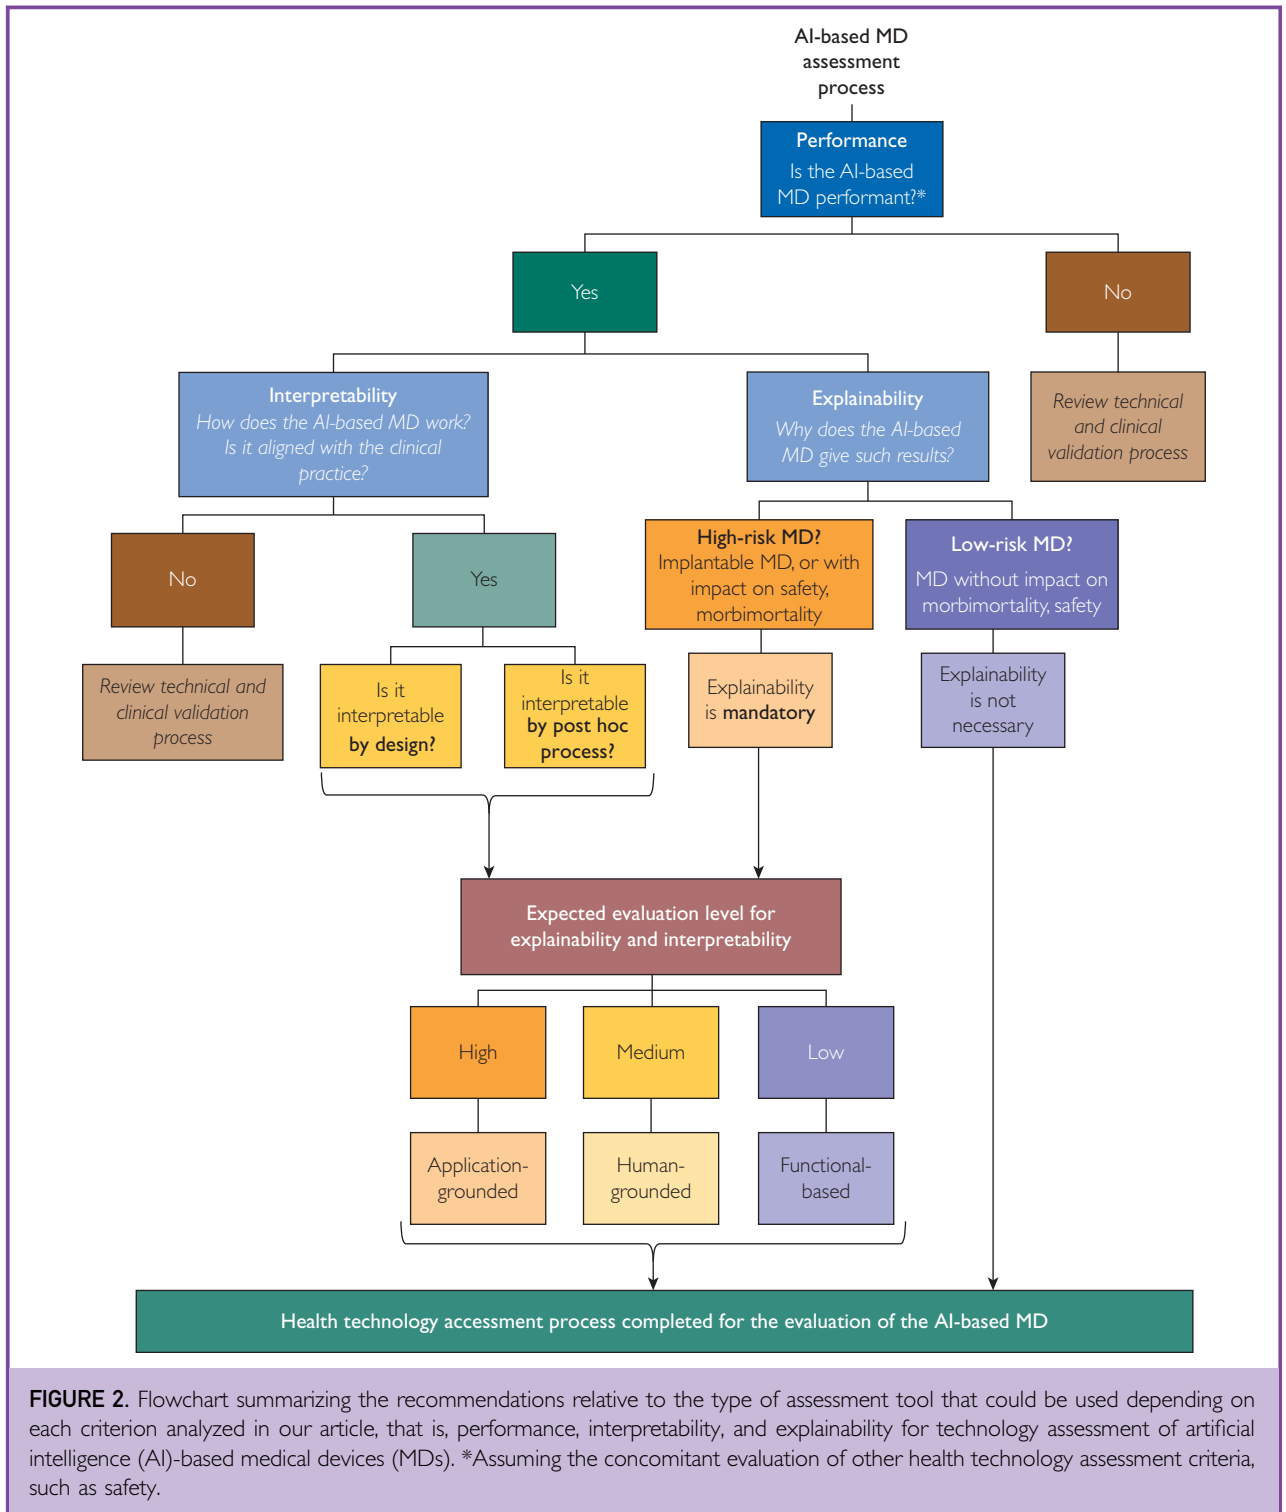 AI-based MD
assessment
process
Performance
Is the AI-based
MD performant?*
Yes
No
Interpretability
How does the AI-based MD work?
Is it aligned with the clinical
practice?
Explainability
Why does the AI-based
MD give such results?
Review technical
and clinical
validation process
No
Yes
High-risk MD?
Implantable MD, or with
impact on safety,
morbimortality
Low-risk MD?
MD without impact on
morbimortality, safety
Review technical and
clinical validation
process
Is it
interpretable
by design?
Is it
interpretable
by post hoc
process?
Explainability
is mandatory
Explainability
is not
necessary
Expected evaluation level for
explainability and interpretability
High
Medium
Low
Application-
grounded
Human-
grounded
Functional-
based
Health technology accessment process completed for the evaluation of the AI-based MD
FIGURE 2. Flowchart summarizing the recommendations relative to the type of assessment tool that could be used depending on
each criterion analyzed in our article, that is, performance, interpretability, and explainability for technology assessment of artificial
intelligence (AI)-based medical devices (MDs). *Assuming the concomitant evaluation of other health technology assessment criteria,
such as safety.